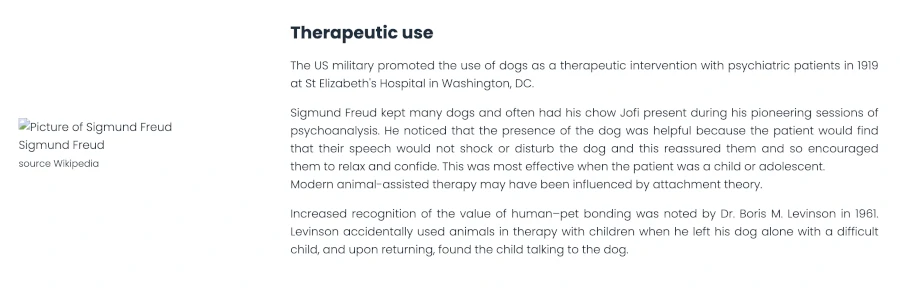 Therapeutic use
The US military promoted the use of dogs as a therapeutic intervention with psychiatric patients in 1919
at St Elizabeth's Hospital in Washington, DC.
Sigmund Freud kept many dogs and often had his chow Jofi present during his pioneering sessions of
psychoanalysis. He noticed that the presence of the dog was helpful because the patient would find
that their speech would not shock or disturb the dog and this reassured them and so encouraged
them to relax and confide. This was most effective when the patient was a child or adolescent.
Modern animal-assisted therapy may have been influenced by attachment theory.
Increased recognition of the value of human–pet bonding was noted by Dr. Boris M. Levinson in 1961.
Levinson accidentally used animals in therapy with children when he left his dog alone with a difficult
child, and upon returning, found the child talking to the dog.
Picture of Sigmund Freud
Sigmund Freud
source Wikipedia